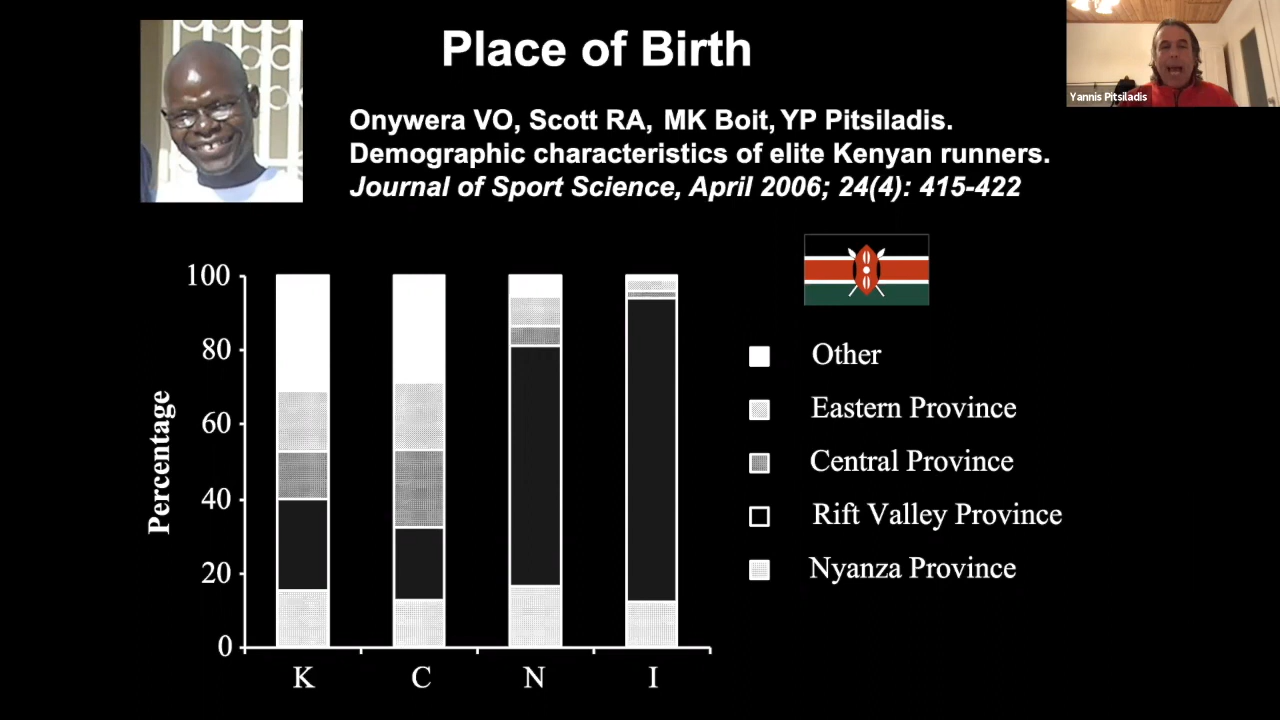 Place of Birth
Yannis Pitsiladis
Onywera VO, Scott RA, MK Boit, YP Pitsiladis.
Demographic characteristics of elite Kenyan runners.
Journal of Sport Science, April 2006; 24(4): 415-422
100
80
60
40
20
0
Percentage
K C N I
Other
Eastern Province
Central Province
Rift Valley Province
Nyanza Province